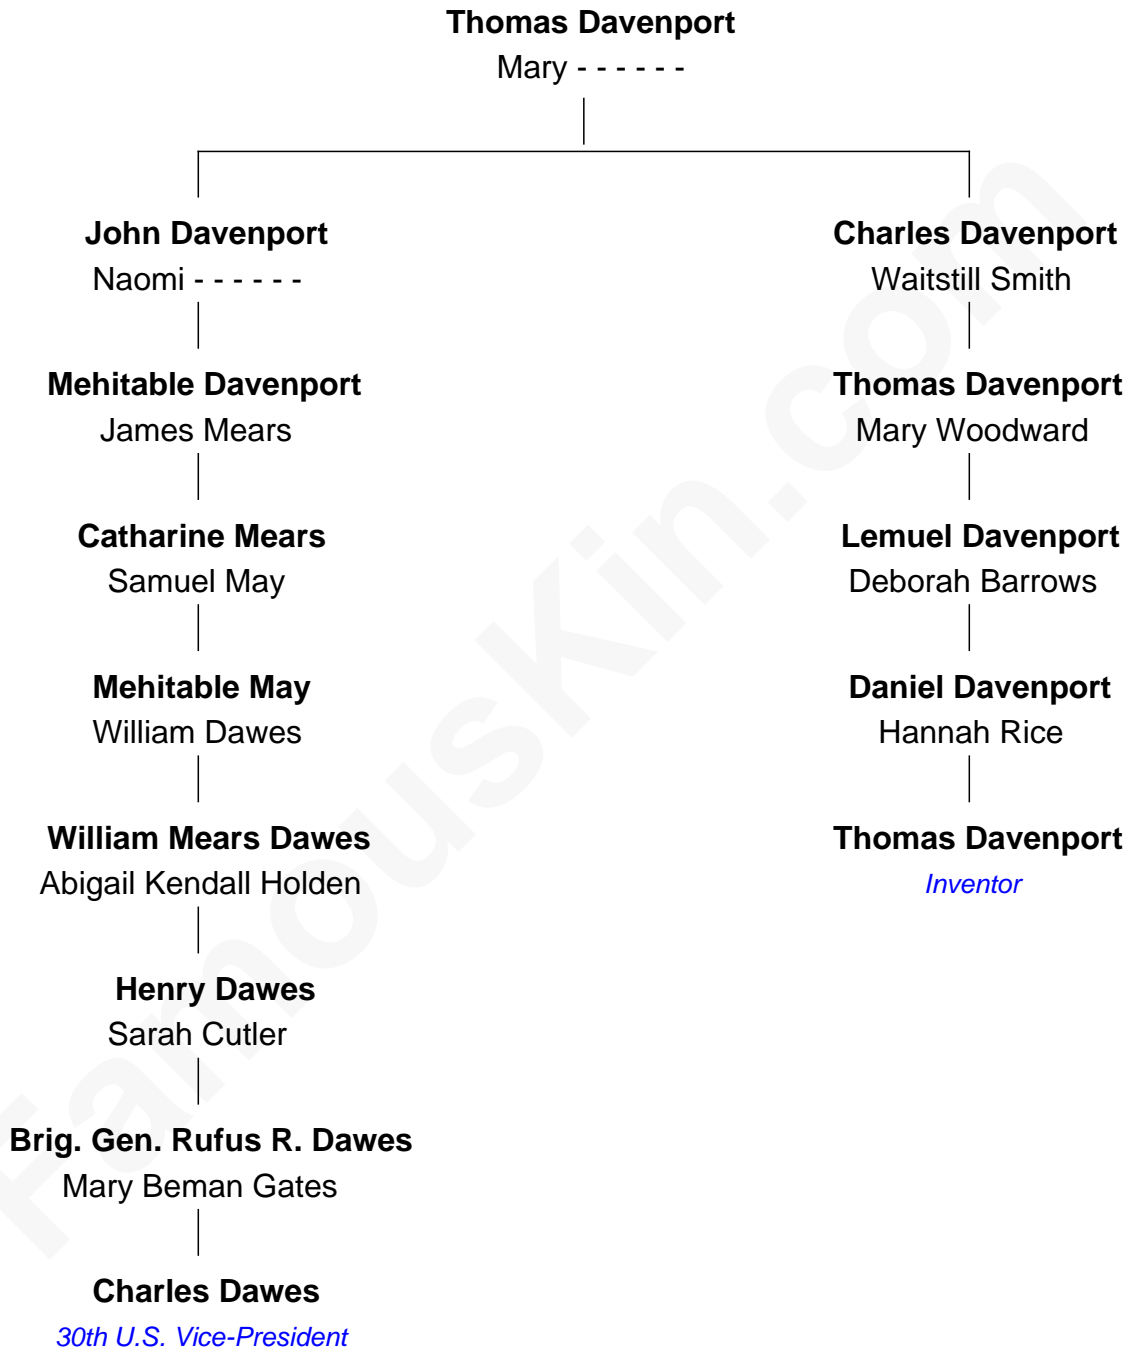 Thomas Davenport
Mary - - - - - -
John Davenport
Naomi - - - - - -
Mehitable Davenport
James Mears
Catharine Mears
Samuel May
Mehitable May
William Dawes
William Mears Dawes
Abigail Kendall Holden
Henry Dawes
Sarah Cutler
Brig. Gen. Rufus R. Dawes
Mary Beman Gates
Charles Dawes
30th U.S. Vice-President
Charles Davenport
Waitstill Smith
Thomas Davenport
Mary Woodward
Lemuel Davenport
Deborah Barrows
Daniel Davenport
Hannah Rice
Thomas Davenport
Inventor
FamousKin.com